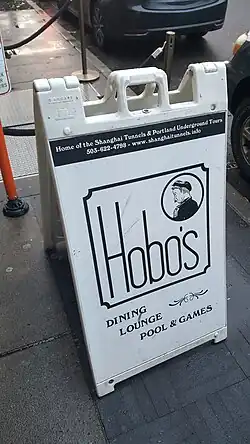 Home of the Shanghai Tunnels & Portland Underground Tours
503-622-4798 - www.shanghaitunnels.info
Hobo's
DINING
LOUNGE
POOL & GAMES